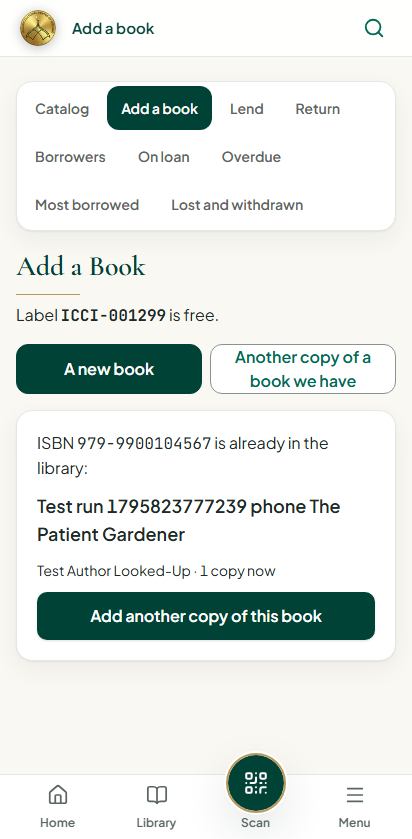 Add a book
Catalog
Add a book
Lend
Return
Borrowers
On loan
Overdue
Most borrowed
Lost and withdrawn
Add a Book
Label ICCI-001299 is free.
A new book
Another copy of a
book we have
ISBN 979-9900104567 is already in the
library:
Test run 1795823777239 phone The
Patient Gardener
Test Author Looked-Up · 1 copy now
Add another copy of this book
Home
Library
Scan
Menu